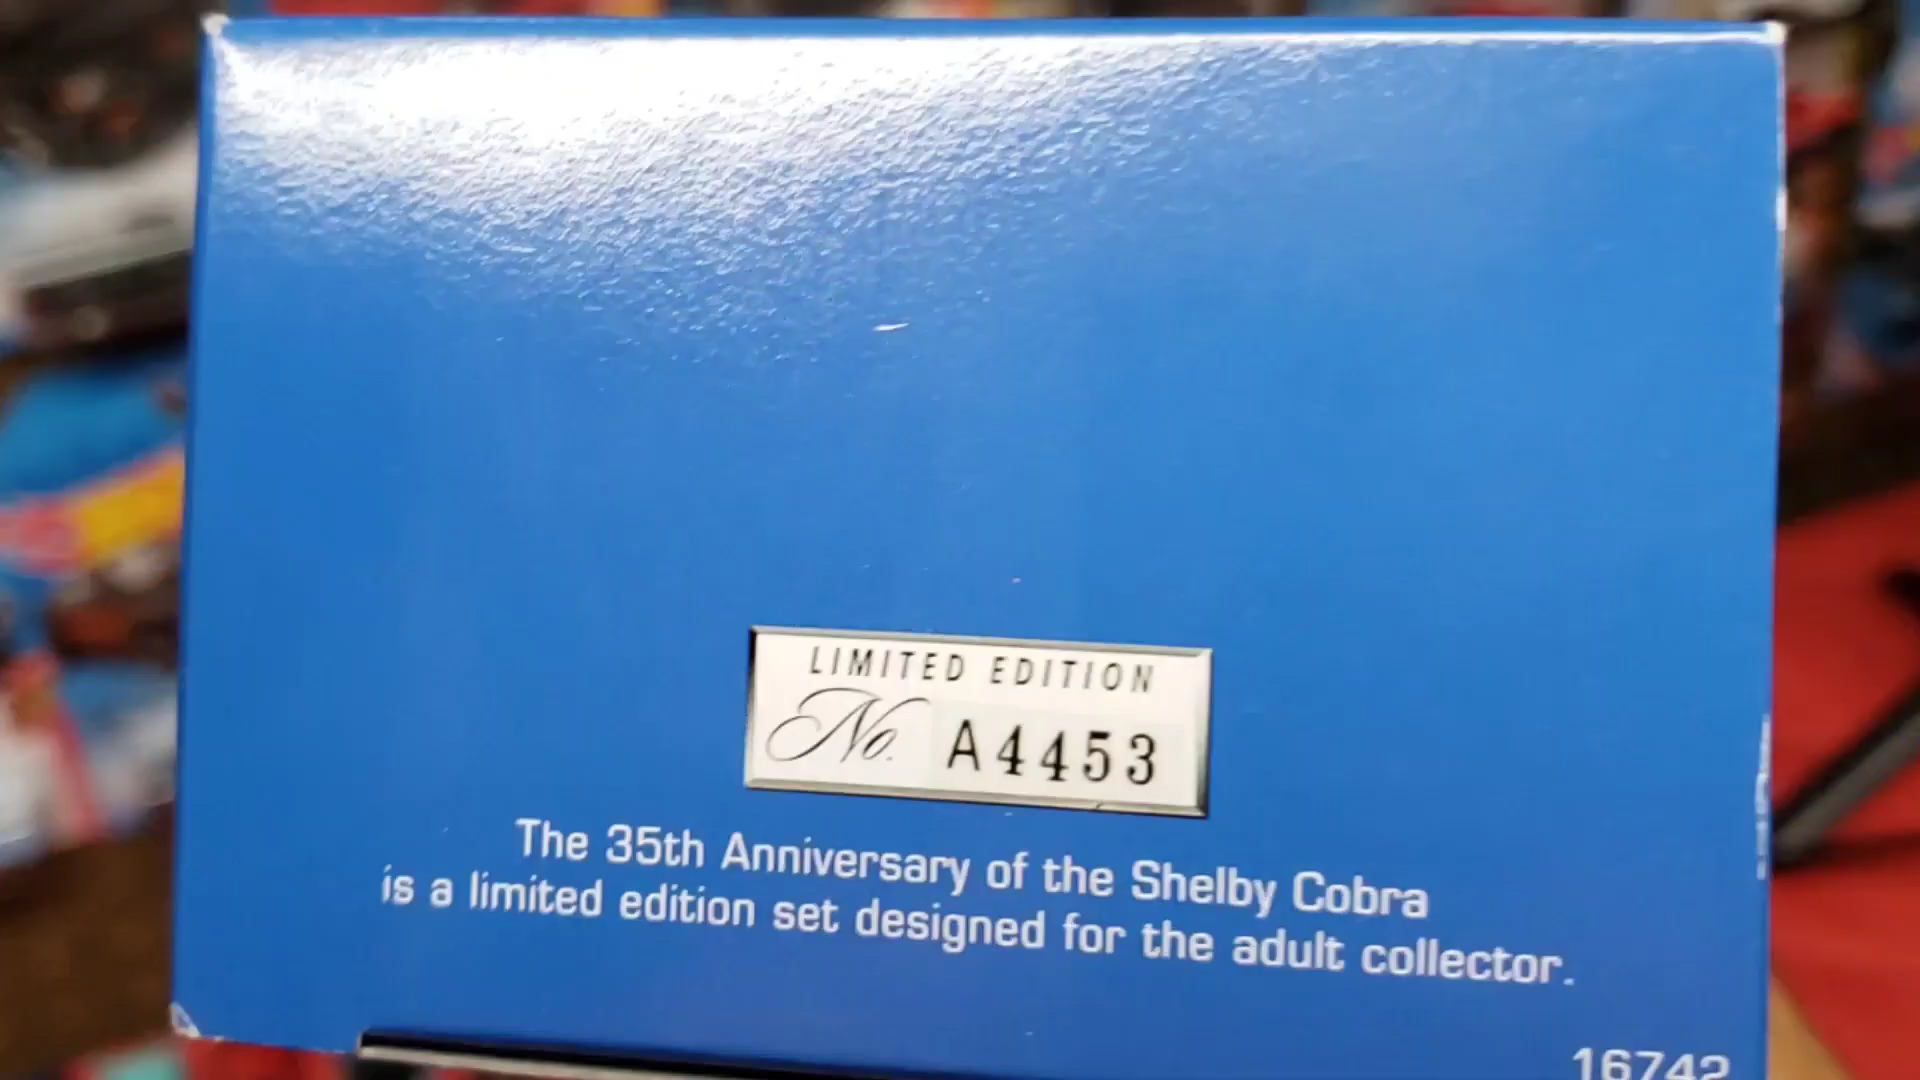 LIMITED EDITION
No. A4453
The 35th Anniversary of the Shelby Cobra
is a limited edition set designed for the adult collector.
16742